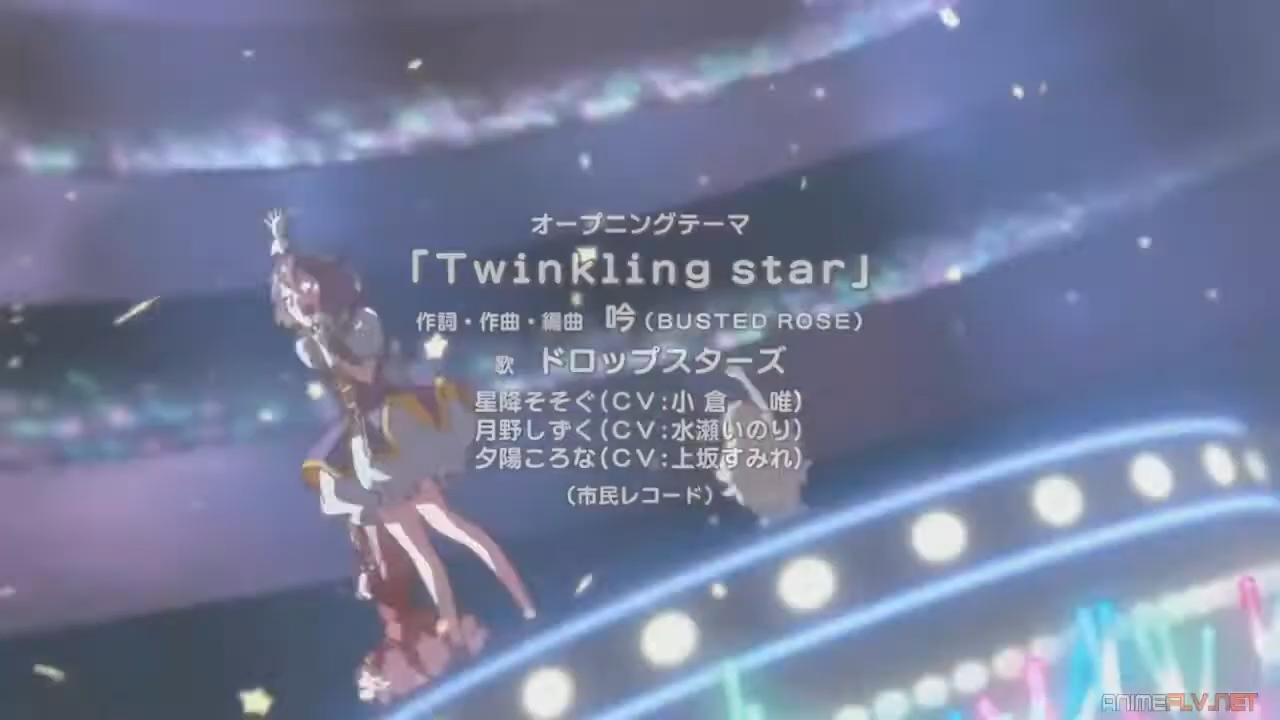 オープニングテーマ
「Twinkling star」
作詞・作曲・編曲 吟(BUSTED ROSE)
歌 ドロップスターズ
星降そそぐ(CV:小倉 唯)
月野しずく(CV:水瀬いのり)
夕陽ころな(CV:上坂すみれ)
(市民レコード)
ANIMEFLV.NET